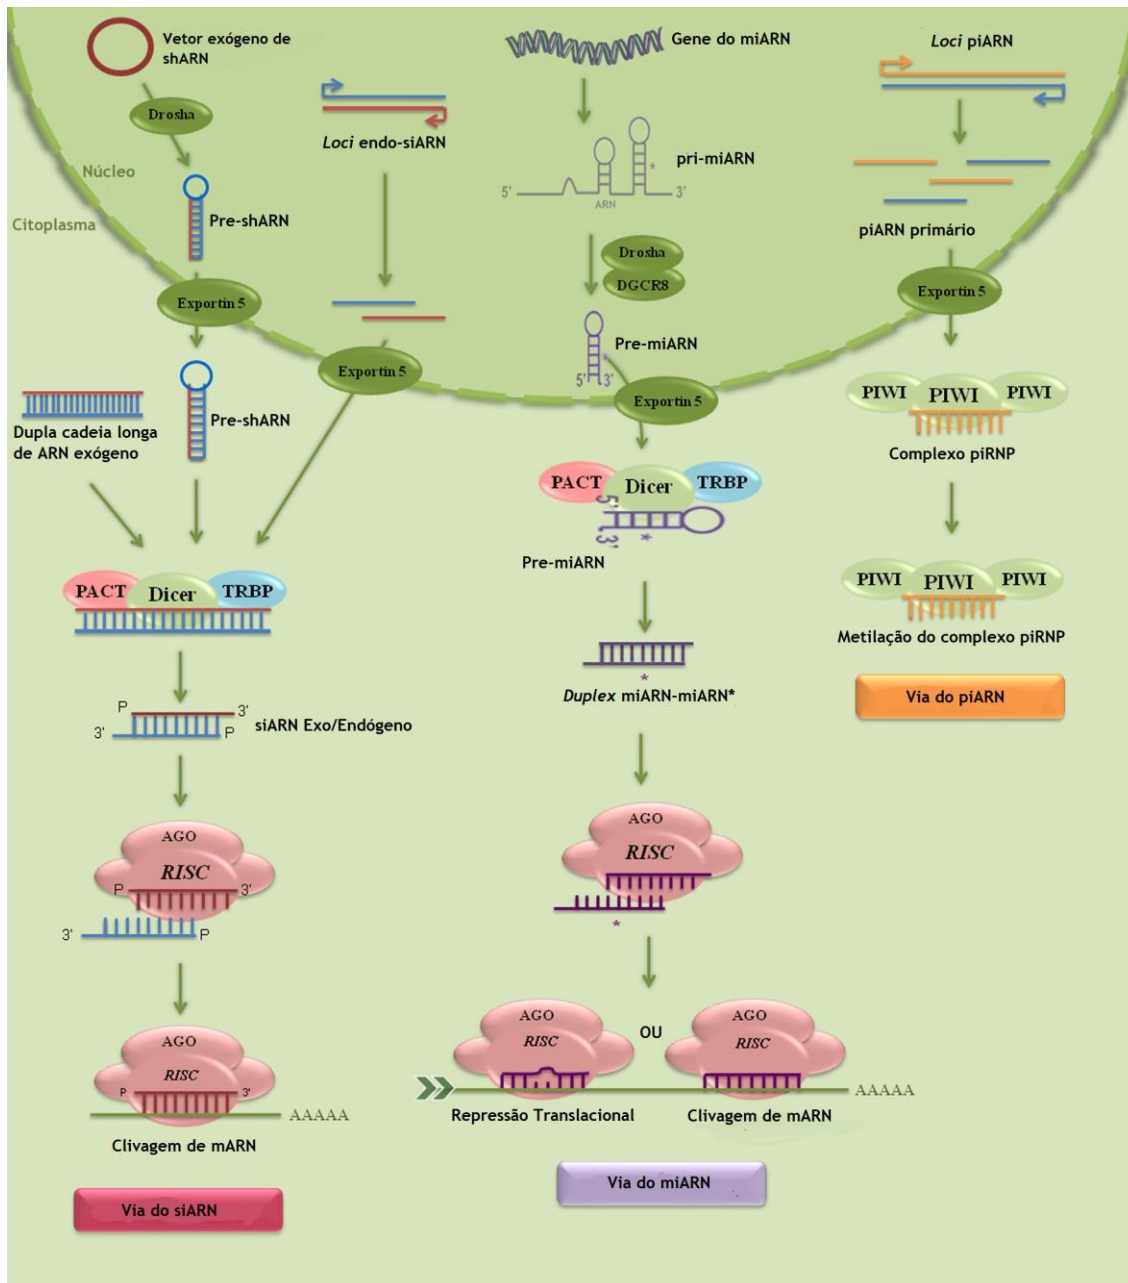 Vetor exógeno de
shARN
Drosha
Núcleo
Citoplasma
Pre-shARN
Exportin 5
Pre-shARN
Dupla cadeia longa
de ARN exógeno
Loci endo-siARN
Exportin 5
PACT Dicer TRBP
P 3'
3' P
siARN Exo/Endógeno
AGO
RISC
P 3'
3' P
AGO
RISC
P 3'
AAAAA
Clivagem de mARN
Via do siARN
Gene do miARN
pri-miARN
*
5' 3'
ARN
Drosha
DGCR8
Pre-miARN
*
5' 3'
Exportin 5
PACT Dicer TRBP
5'
3'
*
Pre-miARN
*
Duplex miARN-miARN*
AGO
RISC
*
AGO
RISC
OU
AGO
RISC
AAAAA
Repressão Translacional
Clivagem de mARN
Via do miARN
Loci piARN
piARN primário
Exportin 5
PIWI PIWI PIWI
Complexo piRNP
PIWI PIWI PIWI
Metilação do complexo piRNP
Via do piARN